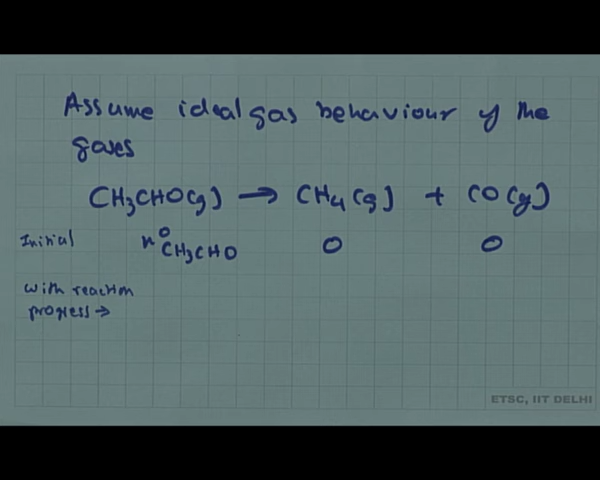 Assume ideal gas behaviour of the
gases
CH₃CHO(g) → CH₄(g) + CO(g)
Initial n°CH₃CHO 0 0
with reaction
progress →
ETSC, IIT DELHI